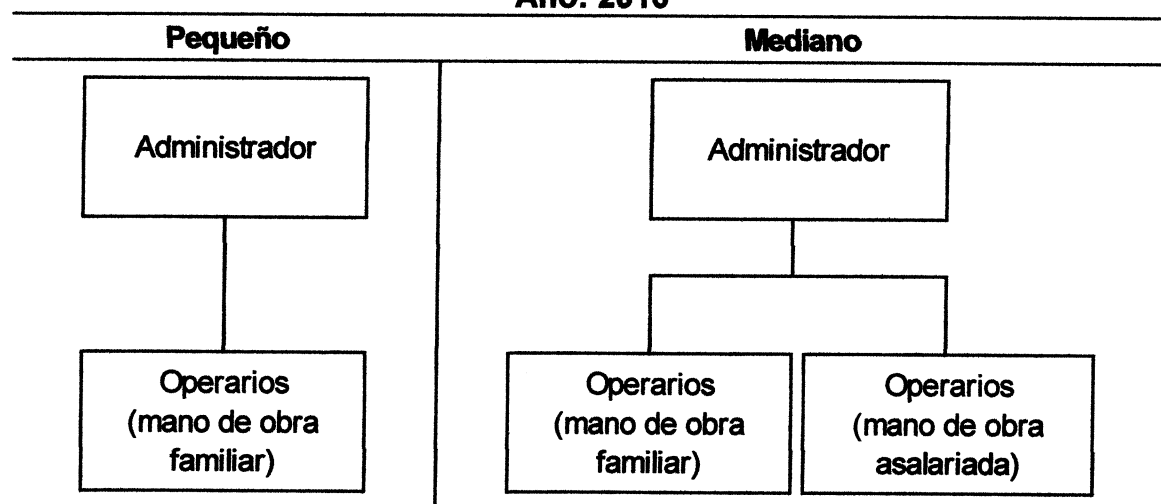 Pequeño
Mediano
Administrador
Administrador
Operarios
(mano de obra
familiar)
Operarios
(mano de obra
familiar)
Operarios
(mano de obra
asalariada)